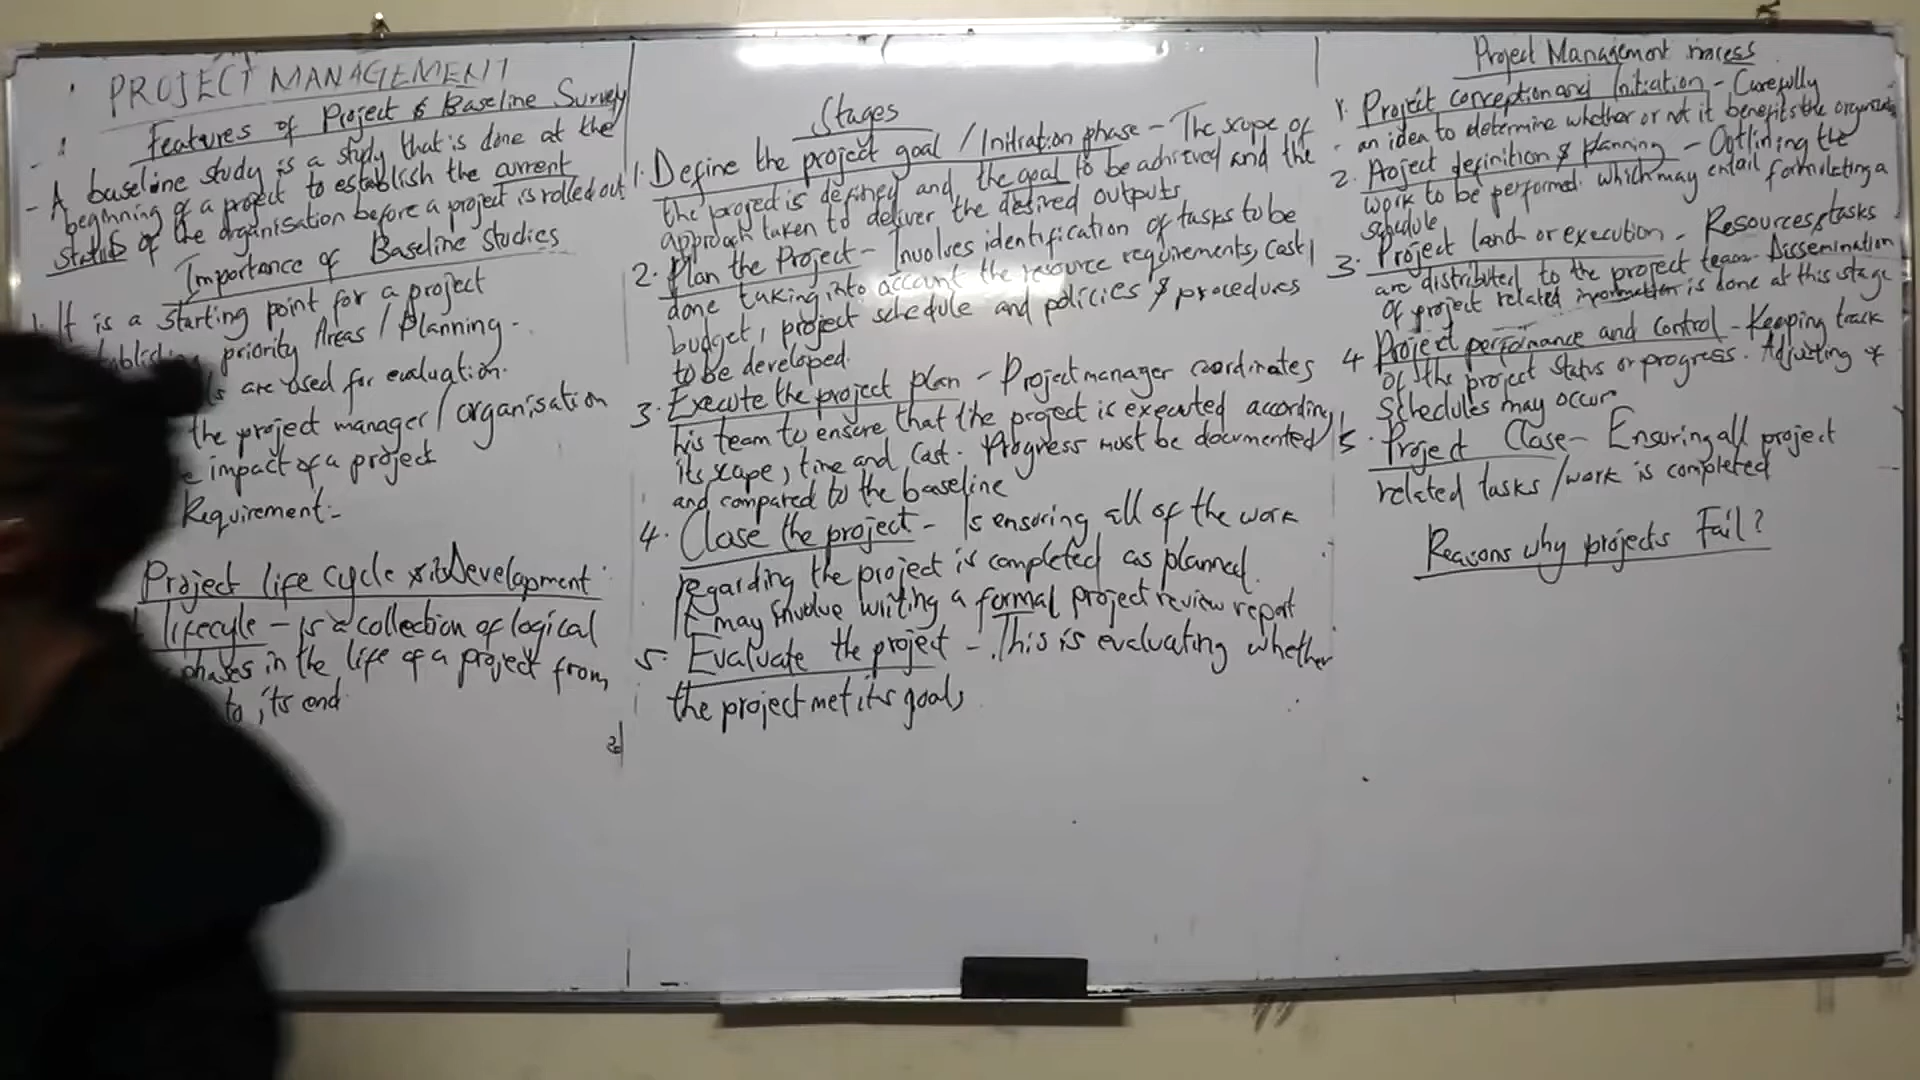 PROJECT MANAGEMENT
Features of Project & Baseline Survey
- A baseline study is a study that is done at the
beginning of a project to establish the current
status of the organisation before a project is rolled out
Importance of Baseline studies
1. It is a starting point for a project
priority Areas / Planning.
are used for evaluation.
the project manager / organisation
impact of a project
Requirement:-
Project life cycle & its Development
lifecyle - is a collection of logical
phases in the life of a project from
to its end
Stages
1. Define the project goal / Initiation phase - The scope of
the project is defined and the goal to be achieved and the
approach taken to deliver the desired outputs
2. Plan the Project - Involves identification of tasks to be
done taking into account the resource requirements, cost,
budget, project schedule and policies & procedures
to be developed.
3. Execute the project plan - Project manager coordinates
his team to ensure that the project is executed according
its scope, time and cost. Progress must be documented
and compared to the baseline
4. Close the project - Is ensuring all of the work
regarding the project is completed as planned.
It may involve writing a formal project review report
5. Evaluate the project - This is evaluating whether
the project met its goals
Project Management process
1. Project conception and Initiation - Carefully
an idea to determine whether or not it benefits the
2. Project definition & planning - Outlining the
work to be performed which may entail formuleting a
schedule
3. Project lanch or execution - Resources, tasks
are distributed to the project team. Dissemination
of project related information is done at this stage
4 Project performance and control - Keeping track
of the project status or progress. Adjusting of
schedules may occur
5. Project Close - Ensuring all project
related tasks / work is completed
Reasons why projects Fail?